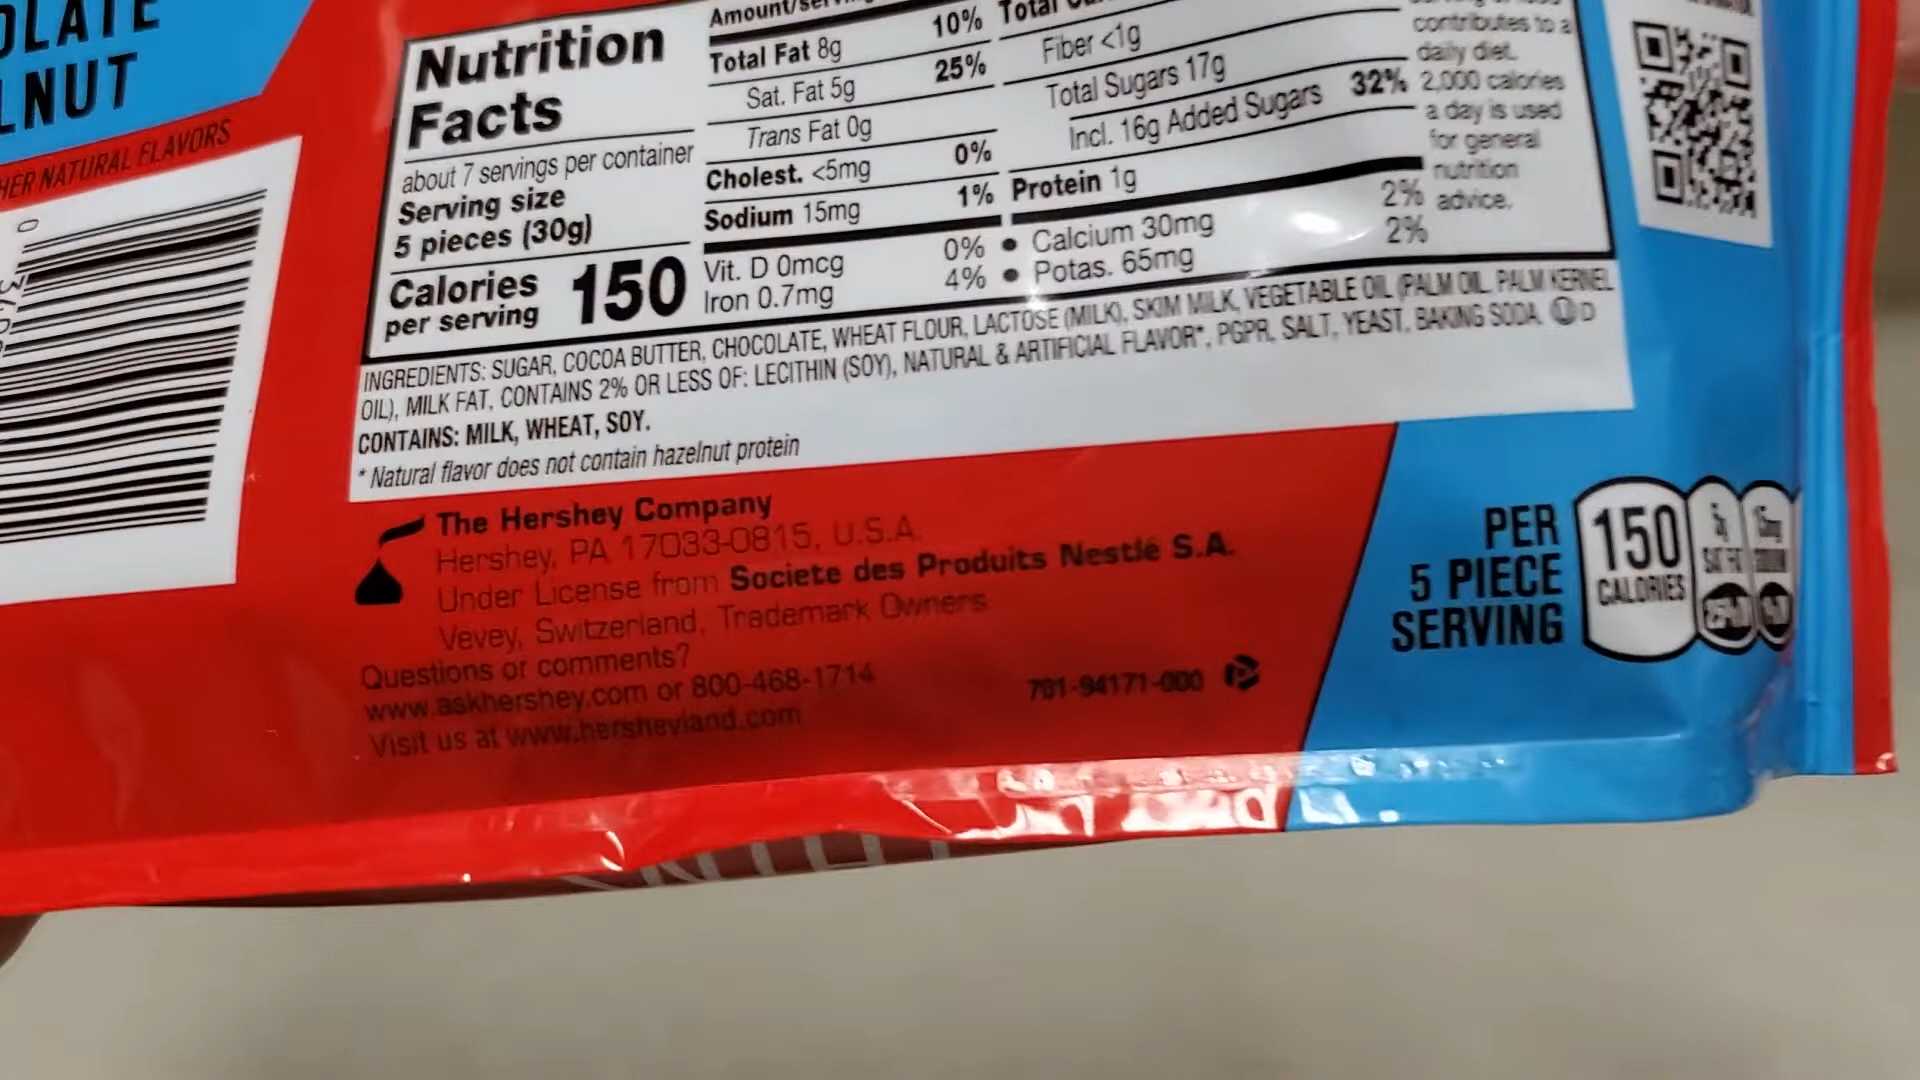 OLATE
LNUT
HER NATURAL FLAVORS
Nutrition
Facts
about 7 servings per container
Serving size
5 pieces (30g)
Calories
per serving
150
Total Fat 8g 10%
Sat. Fat 5g 25%
Trans Fat 0g
Cholest. <5mg 0%
Sodium 15mg 1%
Total
Fiber <1g
Total Sugars 17g
Incl. 16g Added Sugars 32%
Protein 1g
Vit. D 0mcg 0% • Calcium 30mg 2%
Iron 0.7mg 4% • Potas. 65mg 2%
contributes to a
daily diet.
2,000 calories
a day is used
for general
nutrition
advice.
INGREDIENTS: SUGAR, COCOA BUTTER, CHOCOLATE, WHEAT FLOUR, LACTOSE (MILK), SKIM MILK, VEGETABLE OIL (PALM OIL, PALM KERNEL
OIL), MILK FAT, CONTAINS 2% OR LESS OF: LECITHIN (SOY), NATURAL & ARTIFICIAL FLAVOR*, PGPR, SALT, YEAST, BAKING SODA. Ⓤ D
CONTAINS: MILK, WHEAT, SOY.
* Natural flavor does not contain hazelnut protein
The Hershey Company
Hershey, PA 17033-0815, U.S.A.
Under License from Societe des Produits Nestlé S.A.
Vevey, Switzerland, Trademark Owners
Questions or comments?
www.askhershey.com or 800-468-1714
Visit us at www.hersheyland.com
701-94171-000
PER
5 PIECE
SERVING
150
CALORIES